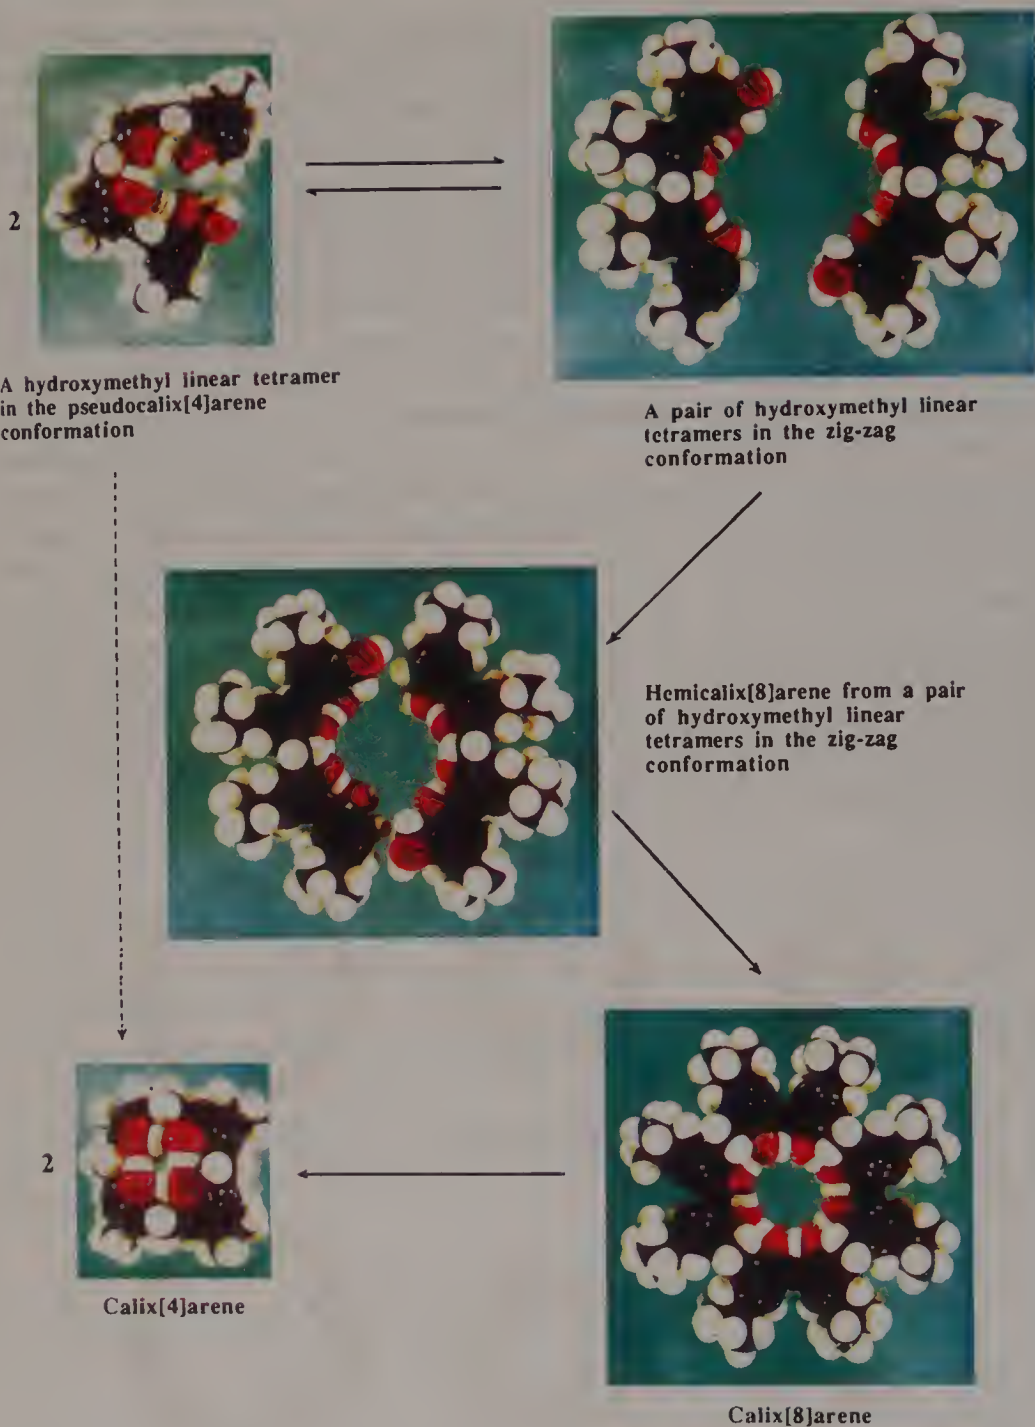 2
A hydroxymethyl linear tetramer
in the pseudocalix[4]arene
conformation
A pair of hydroxymethyl linear
tetramers in the zig-zag
conformation
Hemicalix[8]arene from a pair
of hydroxymethyl linear
tetramers in the zig-zag
conformation
2
Calix[4]arene
Calix[8]arene